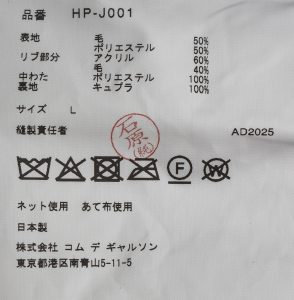 品番 HP-J001
表地 毛 50%
ポリエステル 50%
リブ部分 アクリル 60%
毛 40%
中わた ポリエステル 100%
裏地 キュプラ 100%
サイズ L
縫製責任者 石原(統) AD2025
P W
ネット使用 あて布使用
日本製
株式会社 コム デ ギャルソン
東京都港区南青山5-11-5